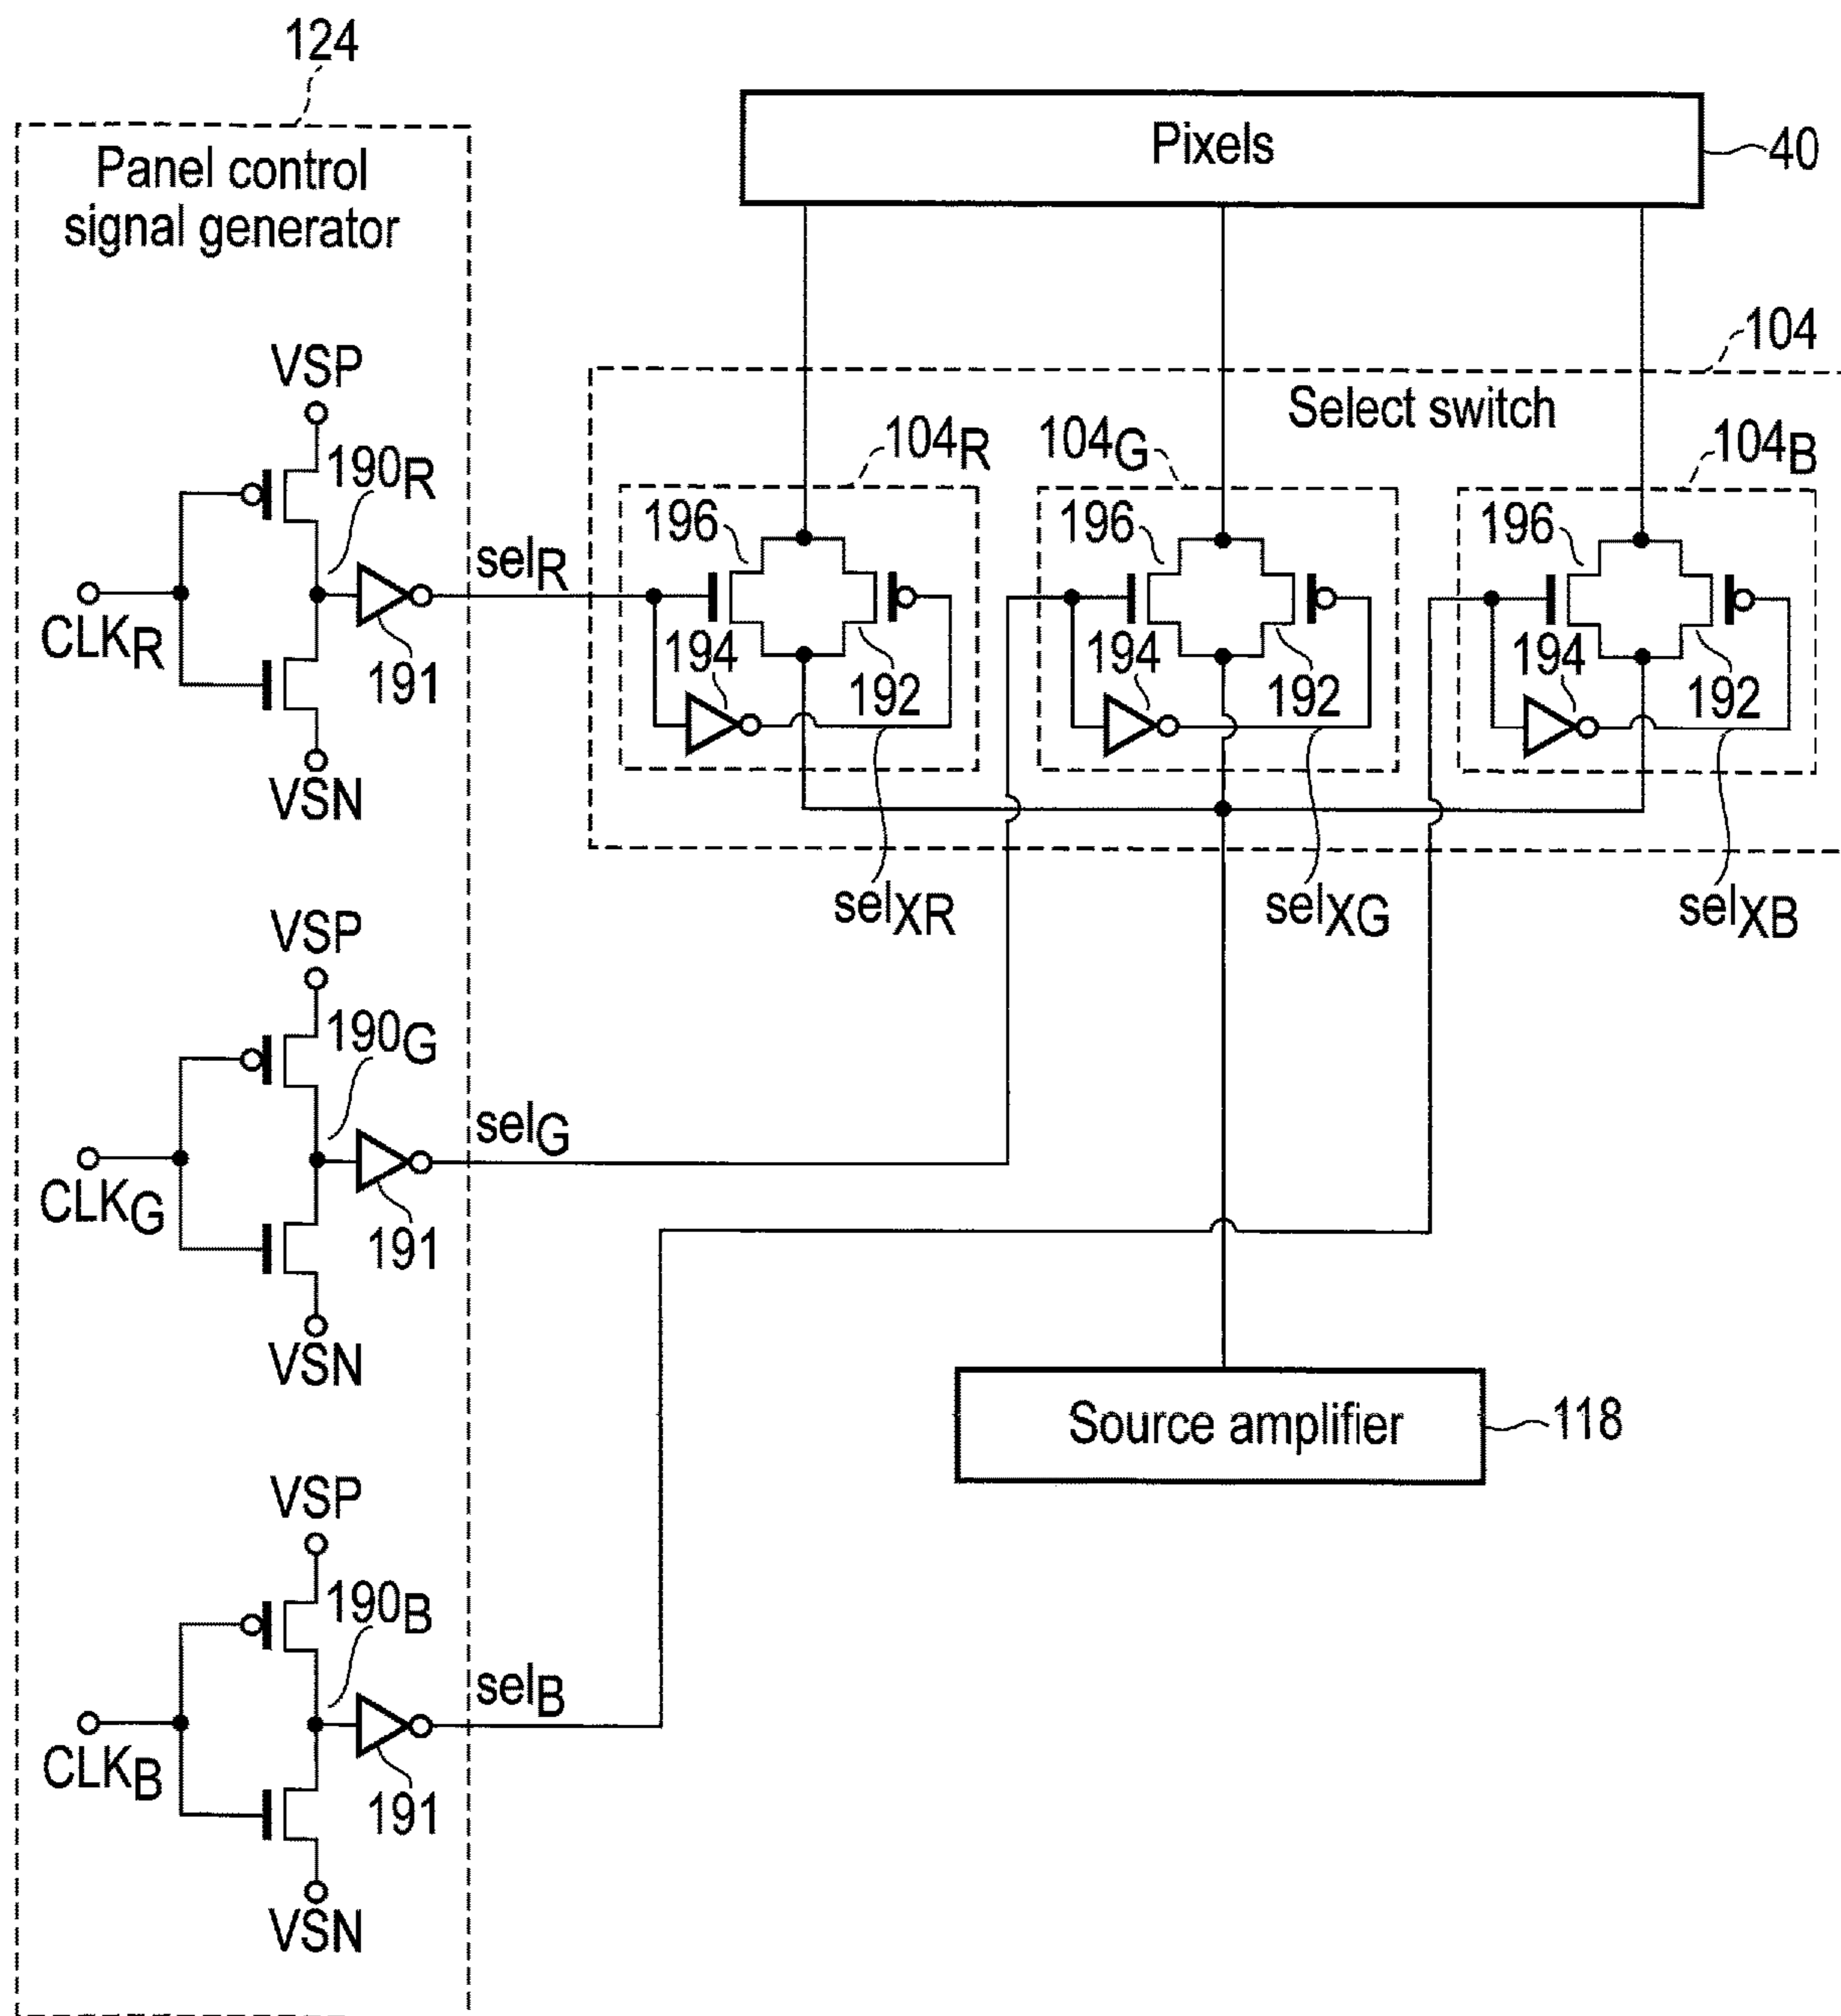 124
Panel control
signal generator
Pixels
40
104
Select switch
VSP
190R
CLKR
191
VSN
selR
104R
196
194
192
selXR
104G
196
194
192
selXG
104B
196
194
192
selXB
VSP
190G
CLKG
191
VSN
selG
Source amplifier
118
VSP
190B
CLKB
191
VSN
selB